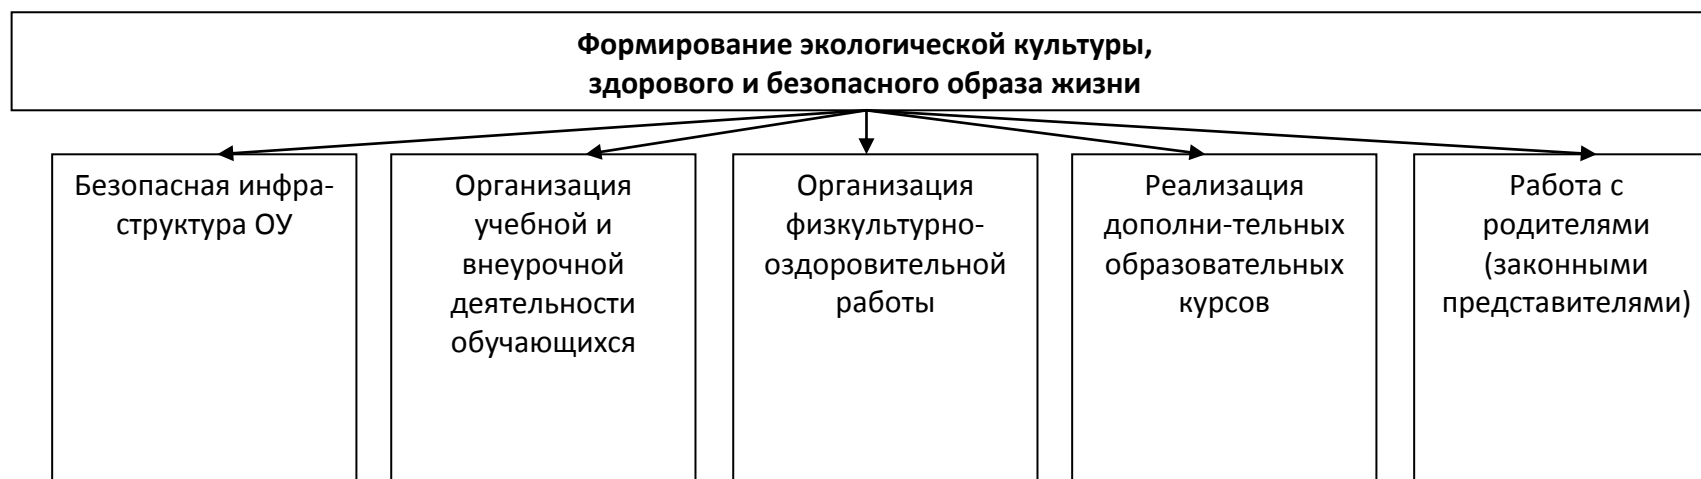 Формирование экологической культуры,
здорового и безопасного образа жизни
Безопасная инфра-
структура ОУ
Организация
учебной и
внеурочной
деятельности
обучающихся
Организация
физкультурно-
оздоровительной
работы
Реализация
дополни-тельных
образовательных
курсов
Работа с
родителями
(законными
представителями)